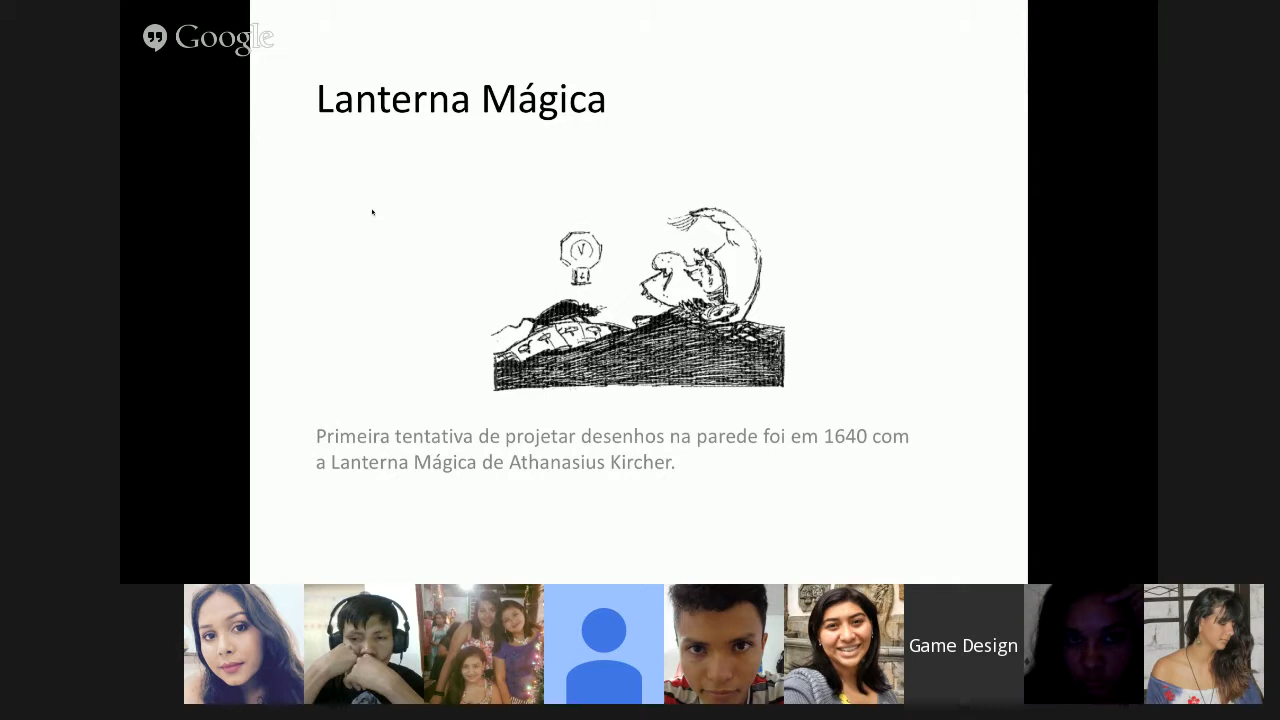 Google
Lanterna Mágica
V
Primeira tentativa de projetar desenhos na parede foi em 1640 com
a Lanterna Mágica de Athanasius Kircher.
Game Design